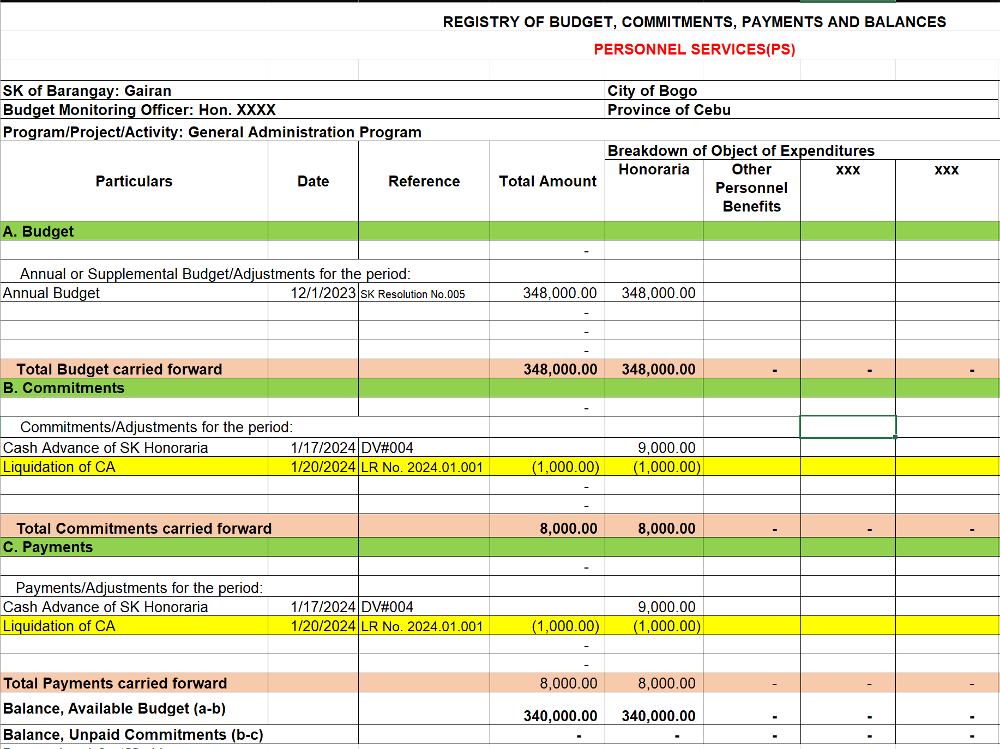 REGISTRY OF BUDGET, COMMITMENTS, PAYMENTS AND BALANCES
PERSONNEL SERVICES(PS)
SK of Barangay: Gairan City of Bogo
Budget Monitoring Officer: Hon. XXXX Province of Cebu
Program/Project/Activity: General Administration Program
Breakdown of Object of Expenditures
Particulars Date Reference Total Amount Honoraria Other Personnel Benefits xxx xxx
A. Budget
-
Annual or Supplemental Budget/Adjustments for the period:
Annual Budget 12/1/2023 SK Resolution No.005 348,000.00 348,000.00
-
-
-
Total Budget carried forward 348,000.00 348,000.00 - - -
B. Commitments
-
Commitments/Adjustments for the period:
Cash Advance of SK Honoraria 1/17/2024 DV#004 9,000.00
Liquidation of CA 1/20/2024 LR No. 2024.01.001 (1,000.00) (1,000.00)
-
-
Total Commitments carried forward 8,000.00 8,000.00 - - -
C. Payments
-
Payments/Adjustments for the period:
Cash Advance of SK Honoraria 1/17/2024 DV#004 9,000.00
Liquidation of CA 1/20/2024 LR No. 2024.01.001 (1,000.00) (1,000.00)
-
-
Total Payments carried forward 8,000.00 8,000.00 - - -
Balance, Available Budget (a-b) 340,000.00 340,000.00 - - -
Balance, Unpaid Commitments (b-c) - - - - -